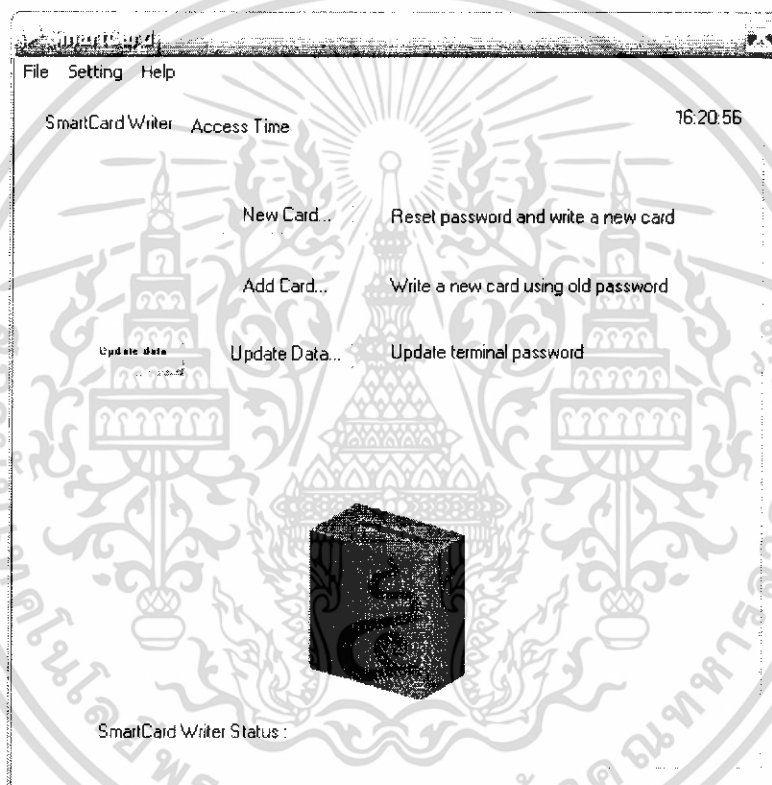 SmartCard
File Setting Help
SmartCard Writer Access Time 16:20:56
New Card... Reset password and write a new card
Add Card... Write a new card using old password
Update data Update Data... Update terminal password
SmartCard Writer Status :